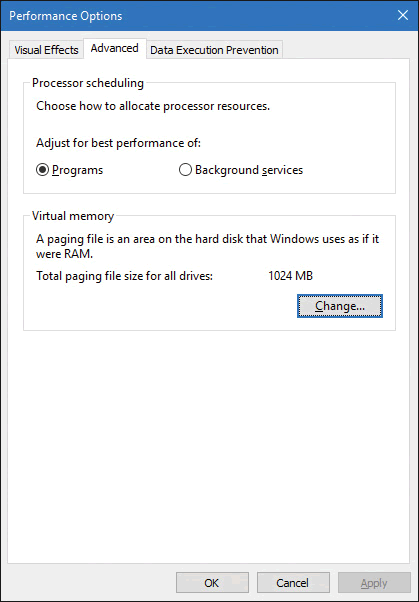 Performance Options
Visual Effects
Advanced
Data Execution Prevention
Processor scheduling
Choose how to allocate processor resources.
Adjust for best performance of:
Programs
Background services
Virtual memory
A paging file is an area on the hard disk that Windows uses as if it
were RAM.
Total paging file size for all drives: 1024 MB
Change...
OK
Cancel
Apply